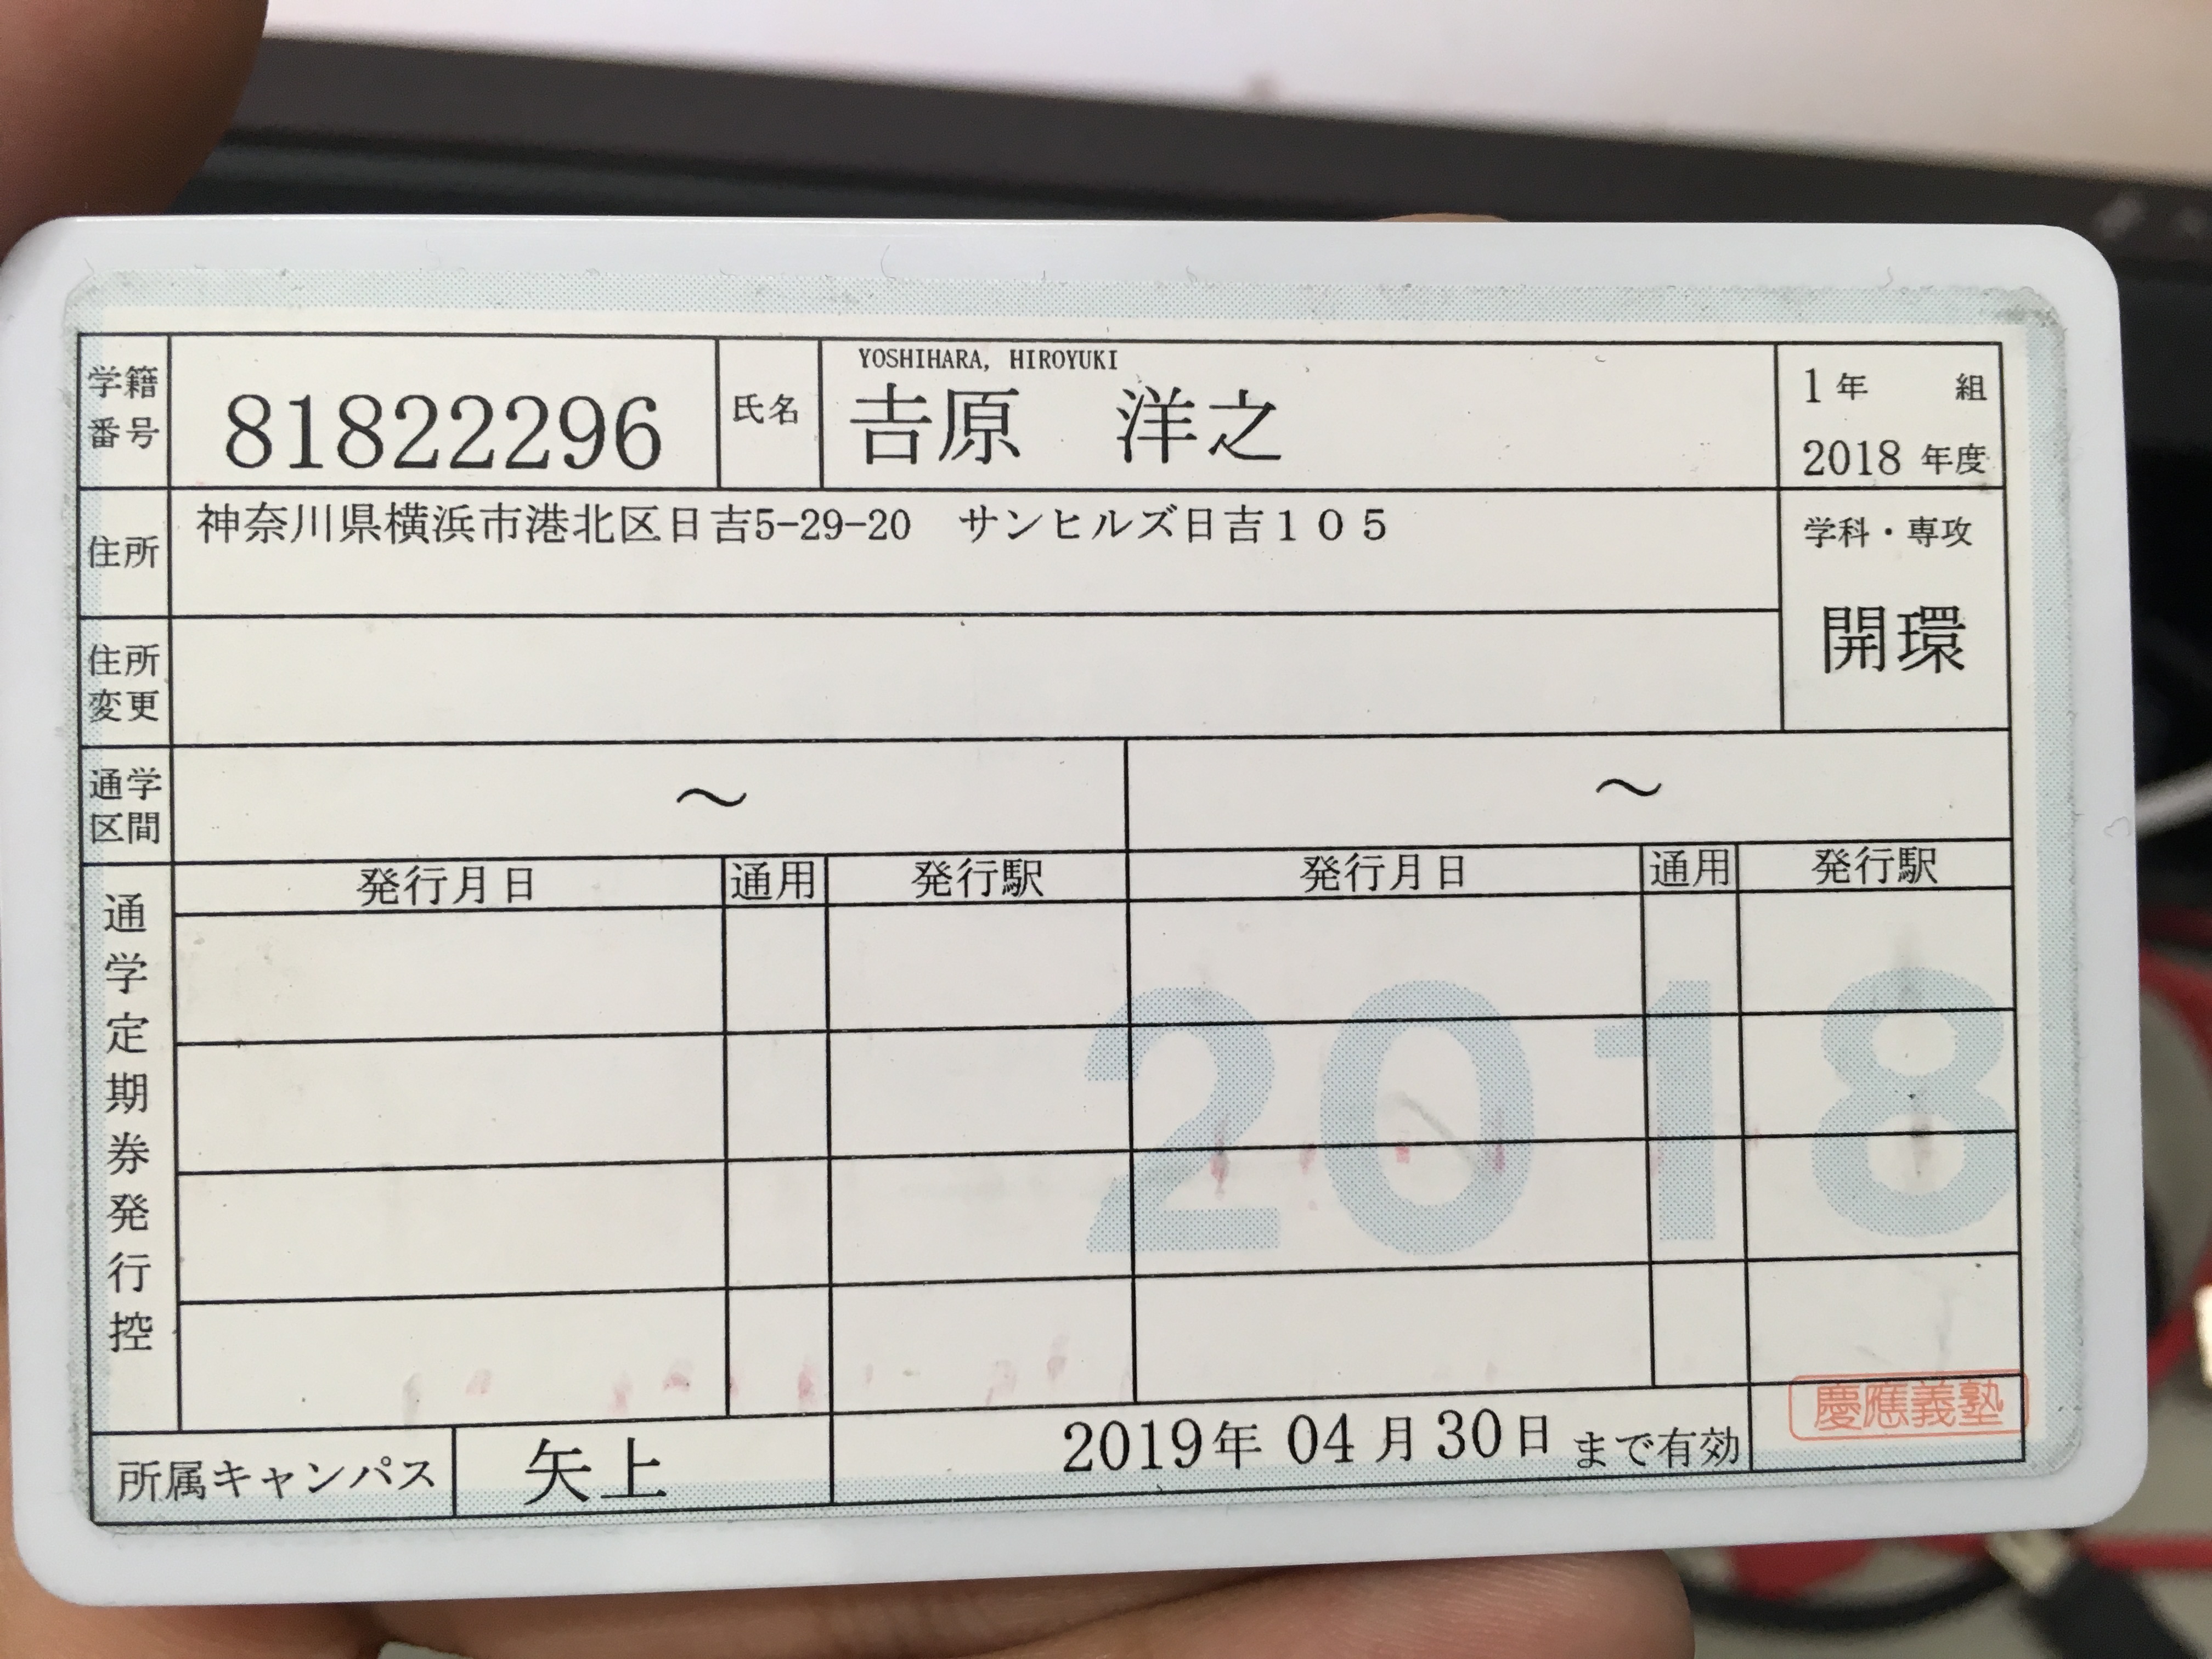 学籍番号
81822296
氏名
YOSHIHARA, HIROYUKI
𠮷原　洋之
1年　組
2018 年度
住所
神奈川県横浜市港北区日吉5-29-20　サンヒルズ日吉１０５
学科・専攻
開環
住所変更
通学区間
～
～
通学定期券発行控
発行月日 通用 発行駅 発行月日 通用 発行駅
2018
所属キャンパス
矢上
2019年 04月30日 まで有効
慶應義塾